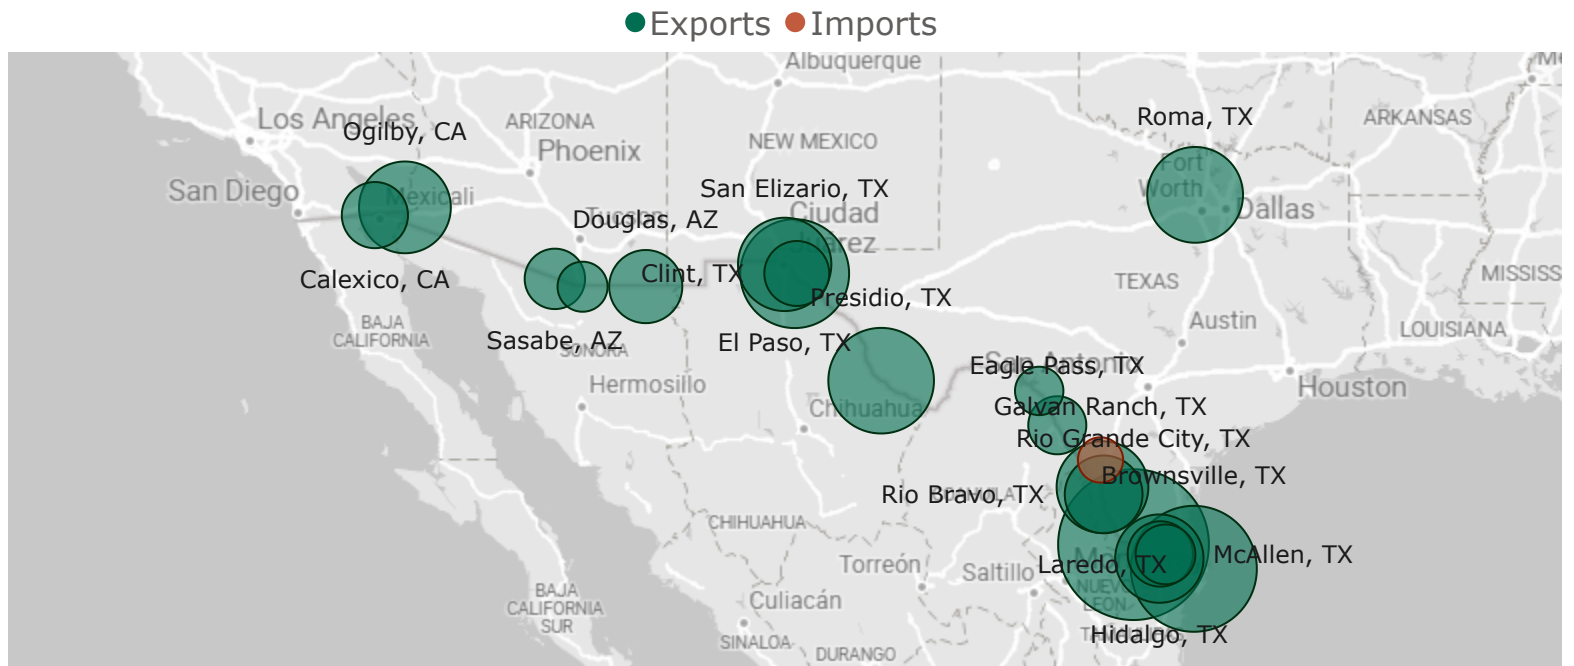 Exports Imports
Albuquerque
Los Angeles
Ogilby, CA
ARIZONA
Phoenix
NEW MEXICO
Roma, TX
ARKANSAS
Fort
Worth
Dallas
San Diego
Mexicali
San Elizario, TX
Ciudad
Juárez
Tucson
Douglas, AZ
Clint, TX
Calexico, CA
Presidio, TX
TEXAS
MISSISS
BAJA
CALIFORNIA
Sasabe, AZ
SONORA
El Paso, TX
Austin
LOUISIANA
San Antonio
Eagle Pass, TX
Hermosillo
Houston
Chihuahua
Galvan Ranch, TX
Rio Grande City, TX
Brownsville, TX
Rio Bravo, TX
CHIHUAHUA
Torreón
Saltillo
Laredo, TX
McAllen, TX
NUEVO
LEON
BAJA
CALIFORNIA
SUR
Culiacán
SINALOA
DURANGO
Hidalgo, TX